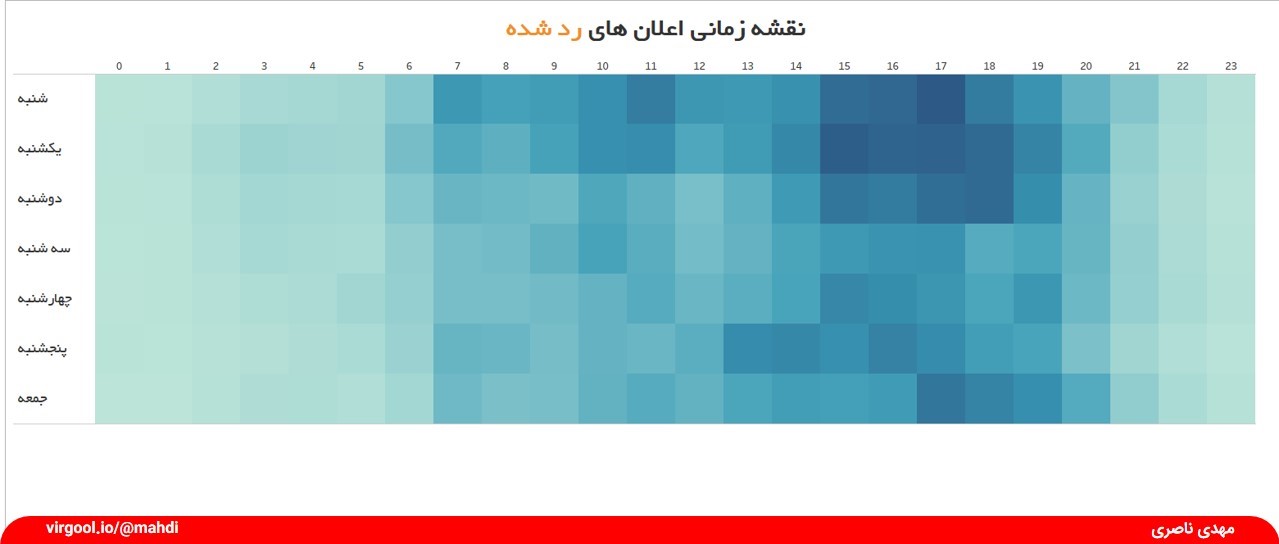 نقشه زمانی اعلان های رد شده
0 1 2 3 4 5 6 7 8 9 10 11 12 13 14 15 16 17 18 19 20 21 22 23
شنبه
یکشنبه
دوشنبه
سه شنبه
چهارشنبه
پنجشنبه
جمعه
virgool.io/@mahdi
مهدی ناصری